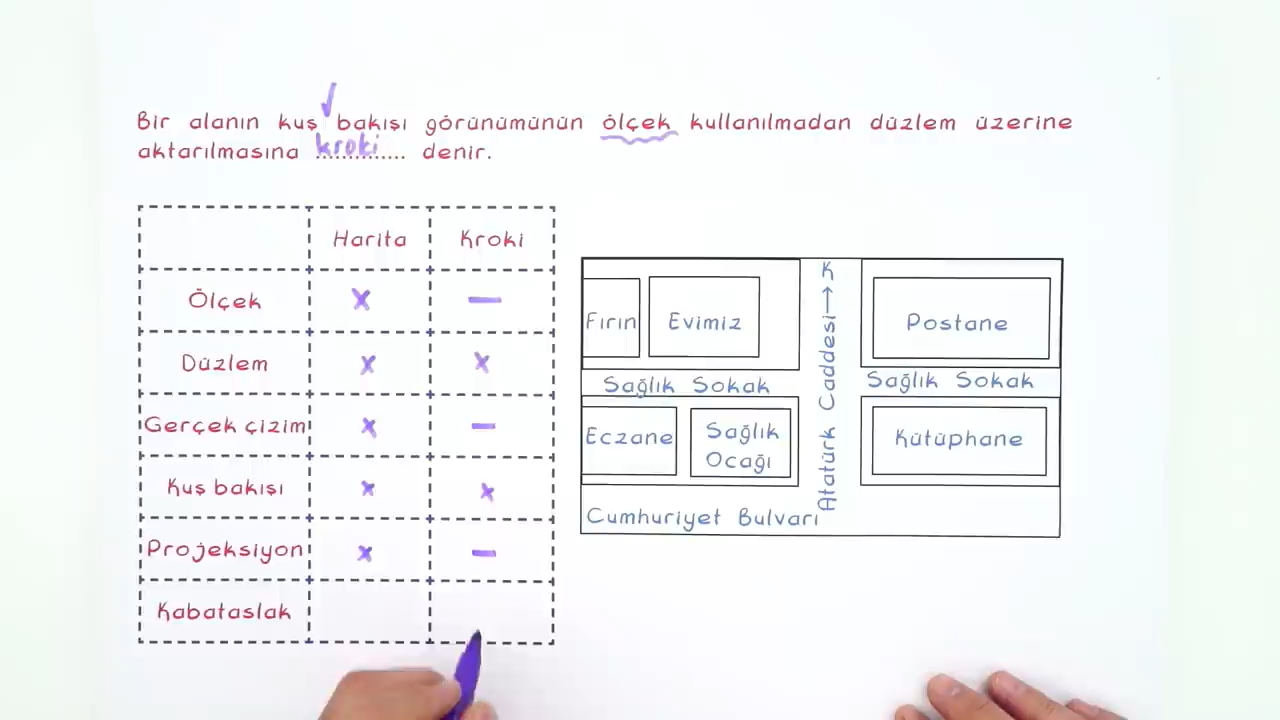 Bir alanın kuş bakışı görünümünün ölçek kullanılmadan düzlem üzerine
aktarılmasına kroki denir.
Harita Kroki
Ölçek x —
Düzlem x x
Gerçek çizim x —
Kuş bakışı x x
Projeksiyon x —
Kabataslak
Fırın Evimiz
Sağlık Sokak
Eczane Sağlık
Ocağı
Cumhuriyet Bulvarı
Atatürk Caddesi→K
Postane
Sağlık Sokak
Kütüphane